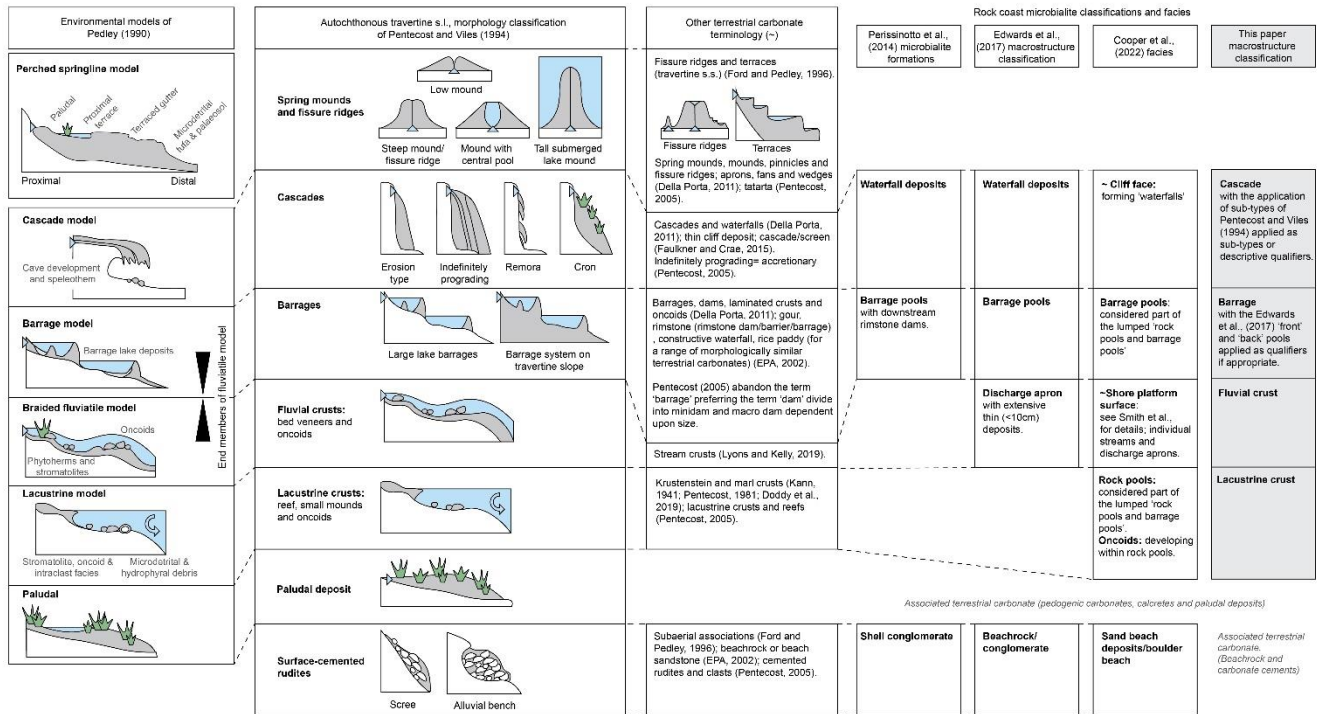 Environmental models of
Pedley (1990)
Perched springline model
Paludal
Proximal
terrace
Terraced gutter
Microdetrital
tufa & palaeosol
Proximal
Distal
Cascade model
Cave development
and speleothem
Barrage model
Barrage lake deposits
Braided fluviatile model
Oncoids
Phytoherms and
stromatolites
End members of fluviatile model
Lacustrine model
Stromatolite, oncoid &
intraclast facies
Microdetrital &
hydrophyral debris
Paludal
Autochthonous travertine s.l., morphology classification
of Pentecost and Viles (1994)
Spring mounds
and fissure ridges
Low mound
Steep mound/
fissure ridge
Mound with
central pool
Tall submerged
lake mound
Cascades
Erosion
type
Indefinitely
prograding
Remora
Cron
Barrages
Large lake barrages
Barrage system on
travertine slope
Fluvial crusts:
bed veneers and
oncoids
Lacustrine crusts:
reef, small mounds
and oncoids
Paludal deposit
Surface-cemented
rudites
Scree
Alluvial bench
Other terrestrial carbonate
terminology (~)
Fissure ridges and terraces
(travertine s.s.) (Ford and Pedley, 1996).
Fissure ridges
Terraces
Spring mounds, mounds, pinnicles and
fissure ridges; aprons, fans and wedges
(Della Porta, 2011); tatarta (Pentecost,
2005).
Cascades and waterfalls (Della Porta,
2011); thin cliff deposit; cascade/screen
(Faulkner and Crae, 2015).
Indefinitely prograding= accretionary
(Pentecost, 2005).
Barrages, dams, laminated crusts and
oncoids (Della Porta, 2011); gour,
rimstone (rimstone dam/barrier/barrage)
, constructive waterfall, rice paddy (for
a range of morphologically similar
terrestrial carbonates) (EPA, 2002).
Pentecost (2005) abandon the term
'barrage' preferring the term 'dam' divide
into minidam and macro dam dependent
upon size.
Stream crusts (Lyons and Kelly, 2019).
Krustenstein and marl crusts (Kann,
1941; Pentecost, 1981; Doddy et al.,
2019); lacustrine crusts and reefs
(Pentecost, 2005).
Subaerial associations (Ford and
Pedley, 1996); beachrock or beach
sandstone (EPA, 2002); cemented
rudites and clasts (Pentecost, 2005).
Rock coast microbialite classifications and facies
Perissinotto et al.,
(2014) microbialite
formations
Waterfall deposits
Barrage pools
with downstream
rimstone dams.
Shell conglomerate
Edwards et al.,
(2017) macrostructure
classification
Waterfall deposits
Barrage pools
Discharge apron
with extensive
thin (<10cm)
deposits.
Beachrock/
conglomerate
Cooper et al.,
(2022) facies
~ Cliff face:
forming 'waterfalls'
Barrage pools:
considered part
of the lumped 'rock
pools and barrage
pools'
~Shore platform
surface:
see Smith et al.,
for details; individual
streams and
discharge aprons.
Rock pools:
considered part of
the lumped 'rock
pools and barrage
pools'.
Oncoids: developing
within rock pools.
Sand beach
deposits/boulder
beach
This paper
macrostructure
classification
Cascade
with the application
of sub-types of
Pentecost and Viles
(1994) applied as
sub-types or
descriptive qualifiers.
Barrage
with the Edwards
et al., (2017) 'front'
and 'back' pools
applied as qualifiers
if appropriate.
Fluvial crust
Lacustrine crust
Associated terrestrial carbonate (pedogenic carbonates, calcretes and paludal deposits)
Associated terrestrial
carbonate.
(Beachrock and
carbonate cements)